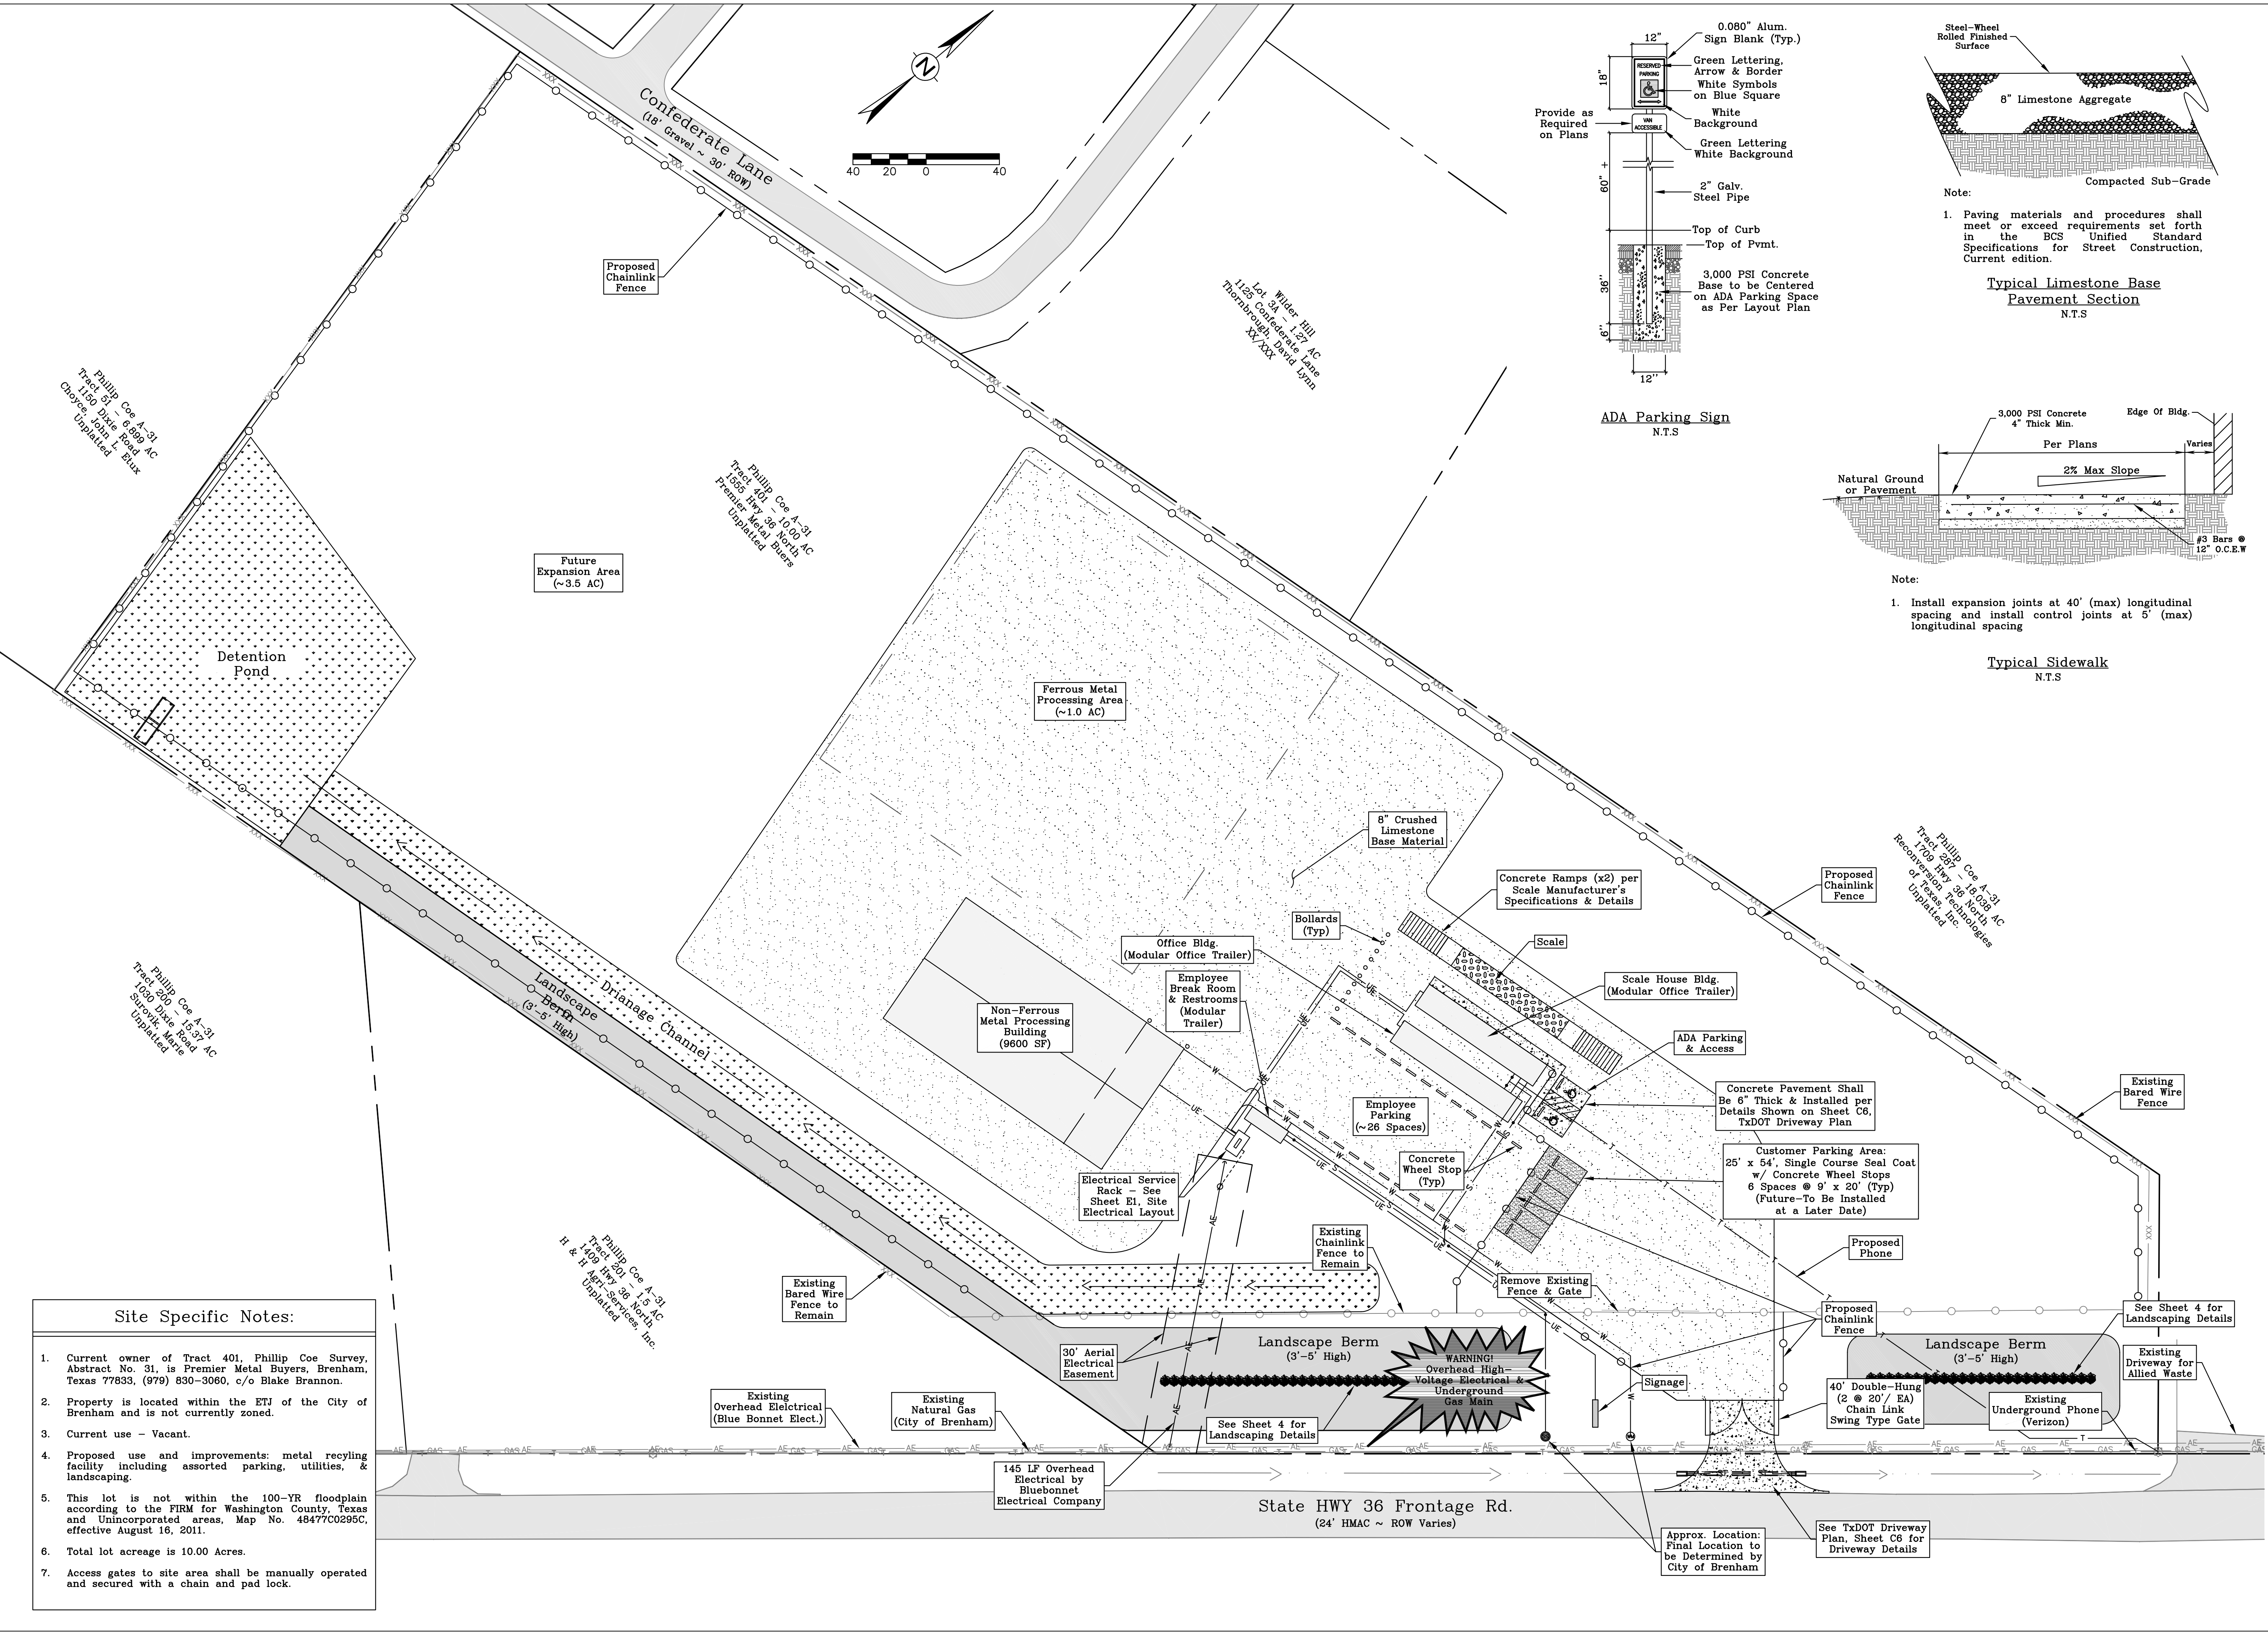 Confederate Lane
(18' Gravel ~ 30' ROW)
N
40 20 0 40
Proposed
Chainlink
Fence
Wilder Hill
Lot 3A - 1.27 AC
1125 Confederate Lane
Thornbrough, David Lynn
XX/XXX
Phillip Coe A-31
Tract 51 - 6.899 AC
1150 Dixie Road
Choyce, John L. Etux
Unplatted
Phillip Coe A-31
Tract 401 - 10.00 AC
1555 Hwy 36 North
Premier Metal Buers
Unplatted
Future
Expansion Area
(~3.5 AC)
Detention
Pond
Ferrous Metal
Processing Area
(~1.0 AC)
12"
18"
60" +
36"
6"
12''
RESERVED
PARKING
VAN
ACCESSIBLE
0.080" Alum.
Sign Blank (Typ.)
Green Lettering,
Arrow & Border
White Symbols
on Blue Square
White
Background
Provide as
Required
on Plans
Green Lettering
White Background
2" Galv.
Steel Pipe
Top of Curb
Top of Pvmt.
3,000 PSI Concrete
Base to be Centered
on ADA Parking Space
as Per Layout Plan
ADA Parking Sign
N.T.S
Steel-Wheel
Rolled Finished
Surface
8" Limestone Aggregate
Compacted Sub-Grade
Note:
1. Paving materials and procedures shall
meet or exceed requirements set forth
in the BCS Unified Standard
Specifications for Street Construction,
Current edition.
Typical Limestone Base
Pavement Section
N.T.S
3,000 PSI Concrete
4" Thick Min.
Edge Of Bldg.
Per Plans
Varies
2% Max Slope
Natural Ground
or Pavement
#3 Bars @
12" O.C.E.W
Note:
1. Install expansion joints at 40' (max) longitudinal
spacing and install control joints at 5' (max)
longitudinal spacing
Typical Sidewalk
N.T.S
8" Crushed
Limestone
Base Material
Concrete Ramps (x2) per
Scale Manufacturer's
Specifications & Details
Proposed
Chainlink
Fence
Phillip Coe A-31
Tract 287 - 18.038 AC
1709 Hwy 36 North
Reconversion Technologies
of Texas, Inc.
Unplatted
Bollards
(Typ)
Office Bldg.
(Modular Office Trailer)
Scale
Employee
Break Room
& Restrooms
(Modular
Trailer)
Scale House Bldg.
(Modular Office Trailer)
Non-Ferrous
Metal Processing
Building
(9600 SF)
ADA Parking
& Access
Landscape
Berm
(3'-5' High)
Drianage Channel
Phillip Coe A-31
Tract 200 - 15.37 AC
1030 Dixie Road
Surovik, Marie
Unplatted
Employee
Parking
(~26 Spaces)
Concrete Pavement Shall
Be 6" Thick & Installed per
Details Shown on Sheet C6,
TxDOT Driveway Plan
Existing
Bared Wire
Fence
Concrete
Wheel Stop
(Typ)
Customer Parking Area:
25' x 54', Single Course Seal Coat
w/ Concrete Wheel Stops
6 Spaces @ 9' x 20' (Typ)
(Future-To Be Installed
at a Later Date)
Electrical Service
Rack - See
Sheet E1, Site
Electrical Layout
Existing
Chainlink
Fence to
Remain
Proposed
Phone
Phillip Coe A-31
Tract 201 - 1.5 AC
1409 Hwy 36 North
H & H Agri-Services, Inc.
Unplatted
Existing
Bared Wire
Fence to
Remain
Remove Existing
Fence & Gate
Proposed
Chainlink
Fence
See Sheet 4 for
Landscaping Details
30' Aerial
Electrical
Easement
Landscape Berm
(3'-5' High)
WARNING!
Overhead High-
Voltage Electrical &
Underground
Gas Main
Landscape Berm
(3'-5' High)
Existing
Driveway for
Allied Waste
Signage
40' Double-Hung
(2 @ 20'/ EA)
Chain Link
Swing Type Gate
Existing
Underground Phone
(Verizon)
Existing
Overhead Elelctrical
(Blue Bonnet Elect.)
Existing
Natural Gas
(City of Brenham)
See Sheet 4 for
Landscaping Details
145 LF Overhead
Electrical by
Bluebonnet
Electrical Company
State HWY 36 Frontage Rd.
(24' HMAC ~ ROW Varies)
Approx. Location:
Final Location to
be Determined by
City of Brenham
See TxDOT Driveway
Plan, Sheet C6 for
Driveway Details
Site Specific Notes:
1. Current owner of Tract 401, Phillip Coe Survey,
Abstract No. 31, is Premier Metal Buyers, Brenham,
Texas 77833, (979) 830-3060, c/o Blake Brannon.
2. Property is located within the ETJ of the City of
Brenham and is not currently zoned.
3. Current use - Vacant.
4. Proposed use and improvements: metal recyling
facility including assorted parking, utilities, &
landscaping.
5. This lot is not within the 100-YR floodplain
according to the FIRM for Washington County, Texas
and Unincorporated areas, Map No. 48477C0295C,
effective August 16, 2011.
6. Total lot acreage is 10.00 Acres.
7. Access gates to site area shall be manually operated
and secured with a chain and pad lock.